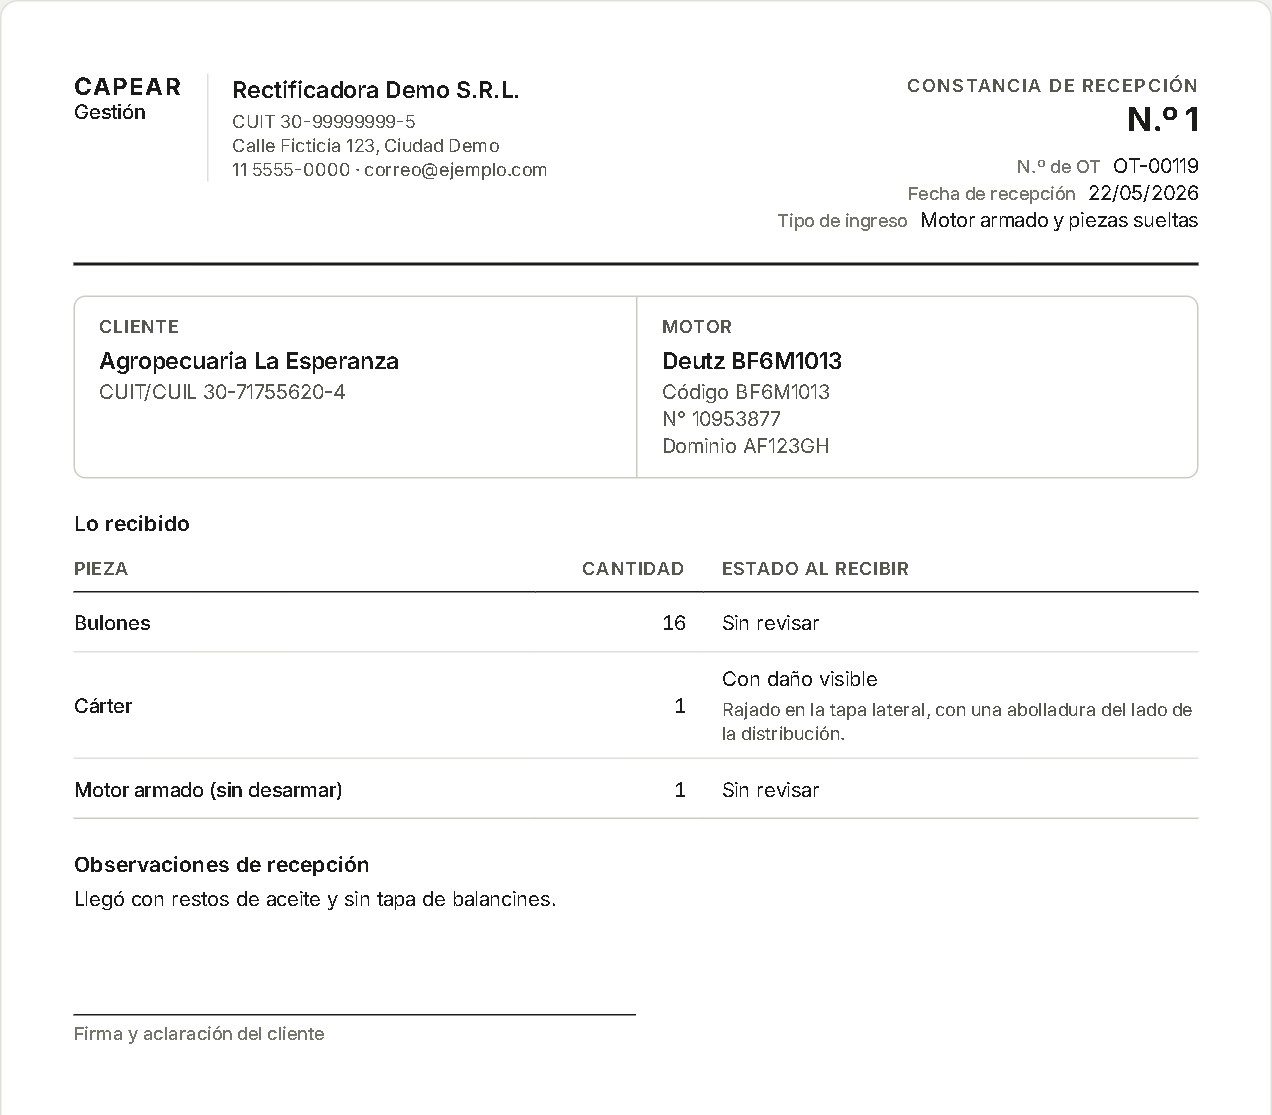 CAPEAR
Gestión
Rectificadora Demo S.R.L.
CUIT 30-99999999-5
Calle Ficticia 123, Ciudad Demo
11 5555-0000 · correo@ejemplo.com
CONSTANCIA DE RECEPCIÓN
N.º 1
N.º de OT OT-00119
Fecha de recepción 22/05/2026
Tipo de ingreso Motor armado y piezas sueltas
CLIENTE
Agropecuaria La Esperanza
CUIT/CUIL 30-71755620-4
MOTOR
Deutz BF6M1013
Código BF6M1013
N° 10953877
Dominio AF123GH
Lo recibido
PIEZA CANTIDAD ESTADO AL RECIBIR
Bulones 16 Sin revisar
Cárter 1 Con daño visible
Rajado en la tapa lateral, con una abolladura del lado de
la distribución.
Motor armado (sin desarmar) 1 Sin revisar
Observaciones de recepción
Llegó con restos de aceite y sin tapa de balancines.
Firma y aclaración del cliente